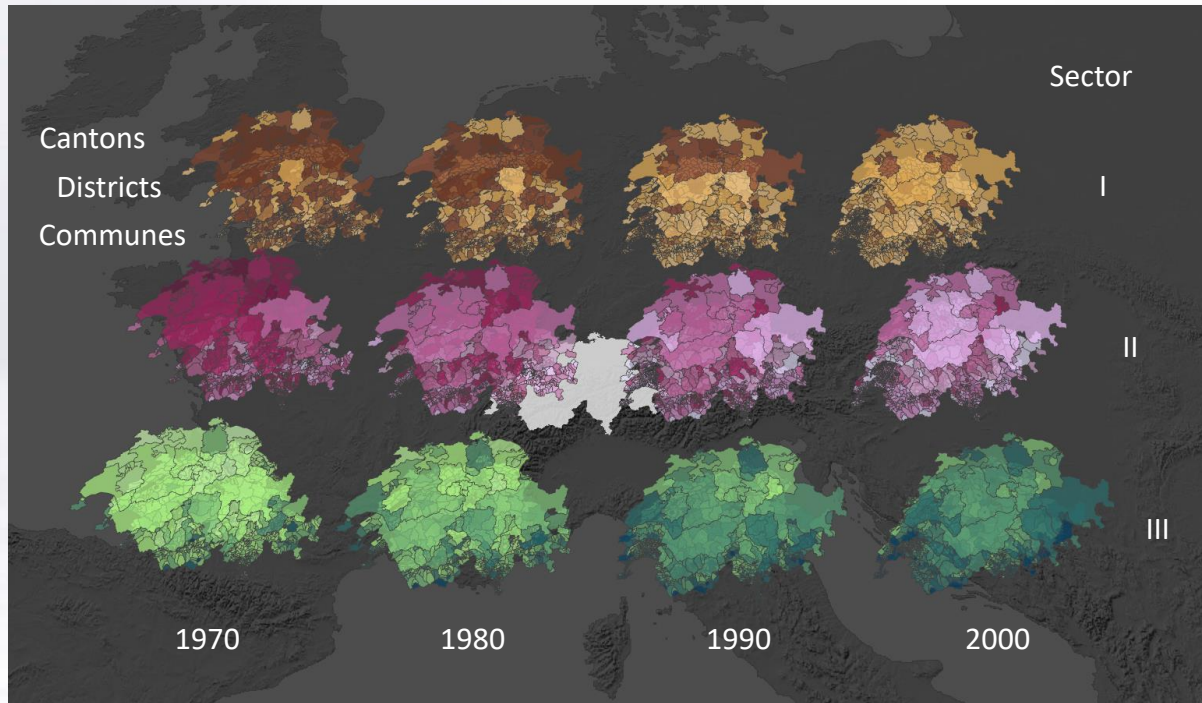 Sector
Cantons
Districts
Communes
I
II
III
1970 1980 1990 2000